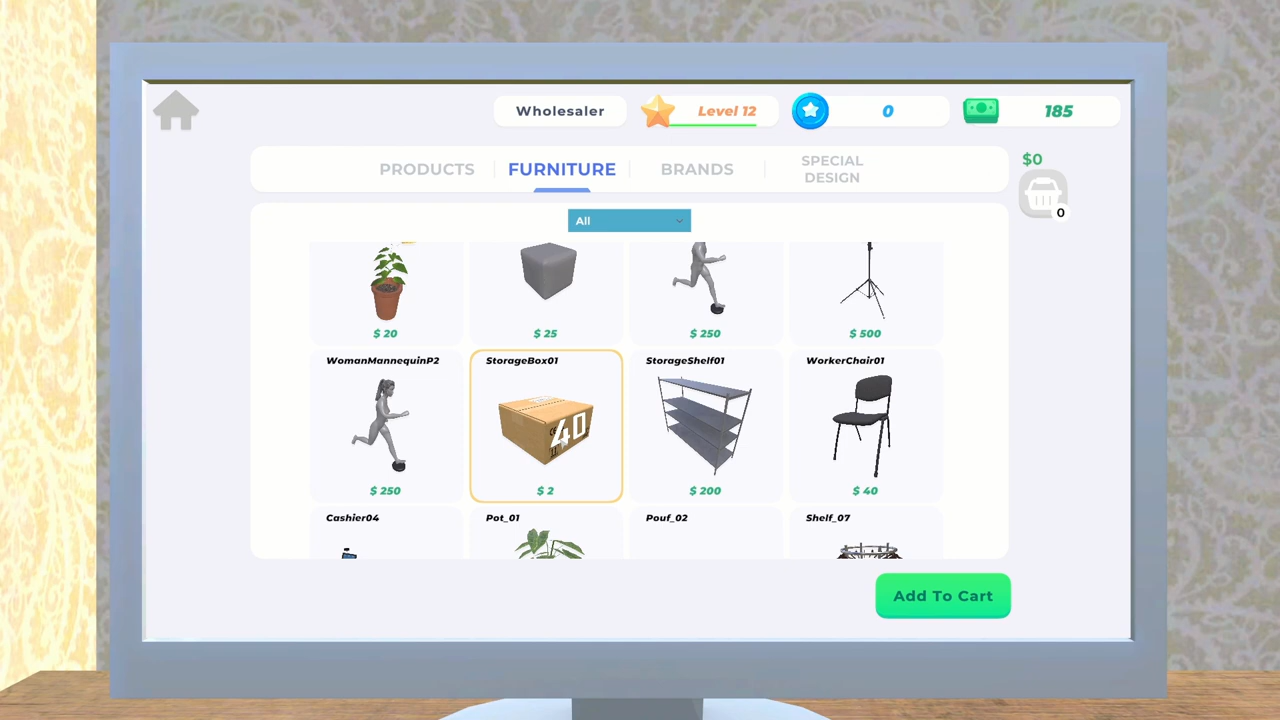 Wholesaler
Level 12
0
185
PRODUCTS
FURNITURE
BRANDS
SPECIAL
DESIGN
$0
0
All
$ 20
$ 25
$ 250
$ 500
WomanMannequinP2
StorageBox01
StorageShelf01
WorkerChair01
40
$ 250
$ 2
$ 200
$ 40
Cashier04
Pot_01
Pouf_02
Shelf_07
Add To Cart